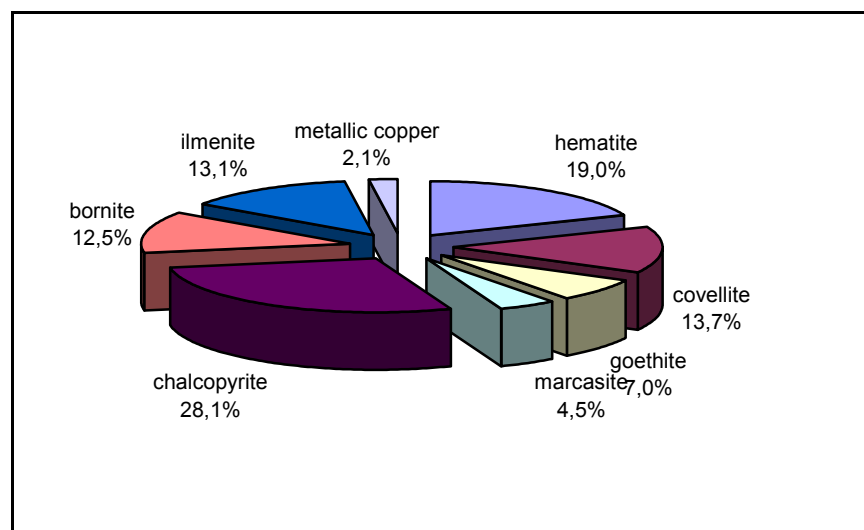 metallic copper
2,1%
hematite
19,0%
ilmenite
13,1%
bornite
12,5%
covellite
13,7%
goethite
7,0%
marcasite
4,5%
chalcopyrite
28,1%